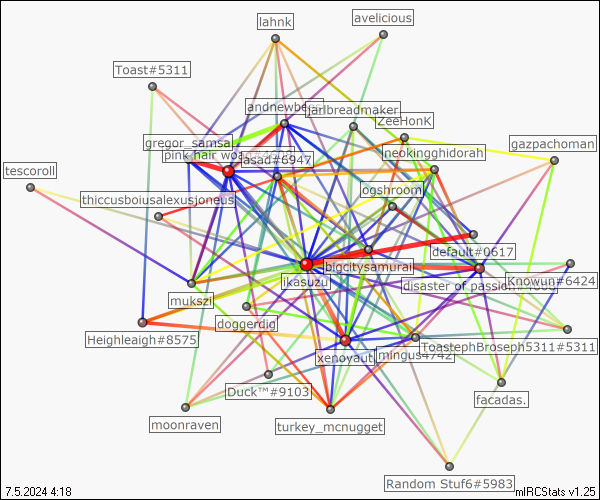 lahnk
avelicious
Toast#5311
andnewbe
jarlbreadmaker
ZeeHonK
gregor_samsa
pink hair wo
asad#6947
neokingghidorah
gazpachoman
tescoroll
thiccusboiusalexusjoneus
ogshroom
default#0617
bigcitysamurai
ikasuzu
disaster of passion
Knowun#6424
mukszi
doggerdig
Heighleaigh#8575
xenoyaut
mingus4742
ToastephBroseph5311#5311
Duck™#9103
facadas.
moonraven
turkey_mcnugget
Random Stuf6#5983
7.5.2024 4:18
mIRCStats v1.25